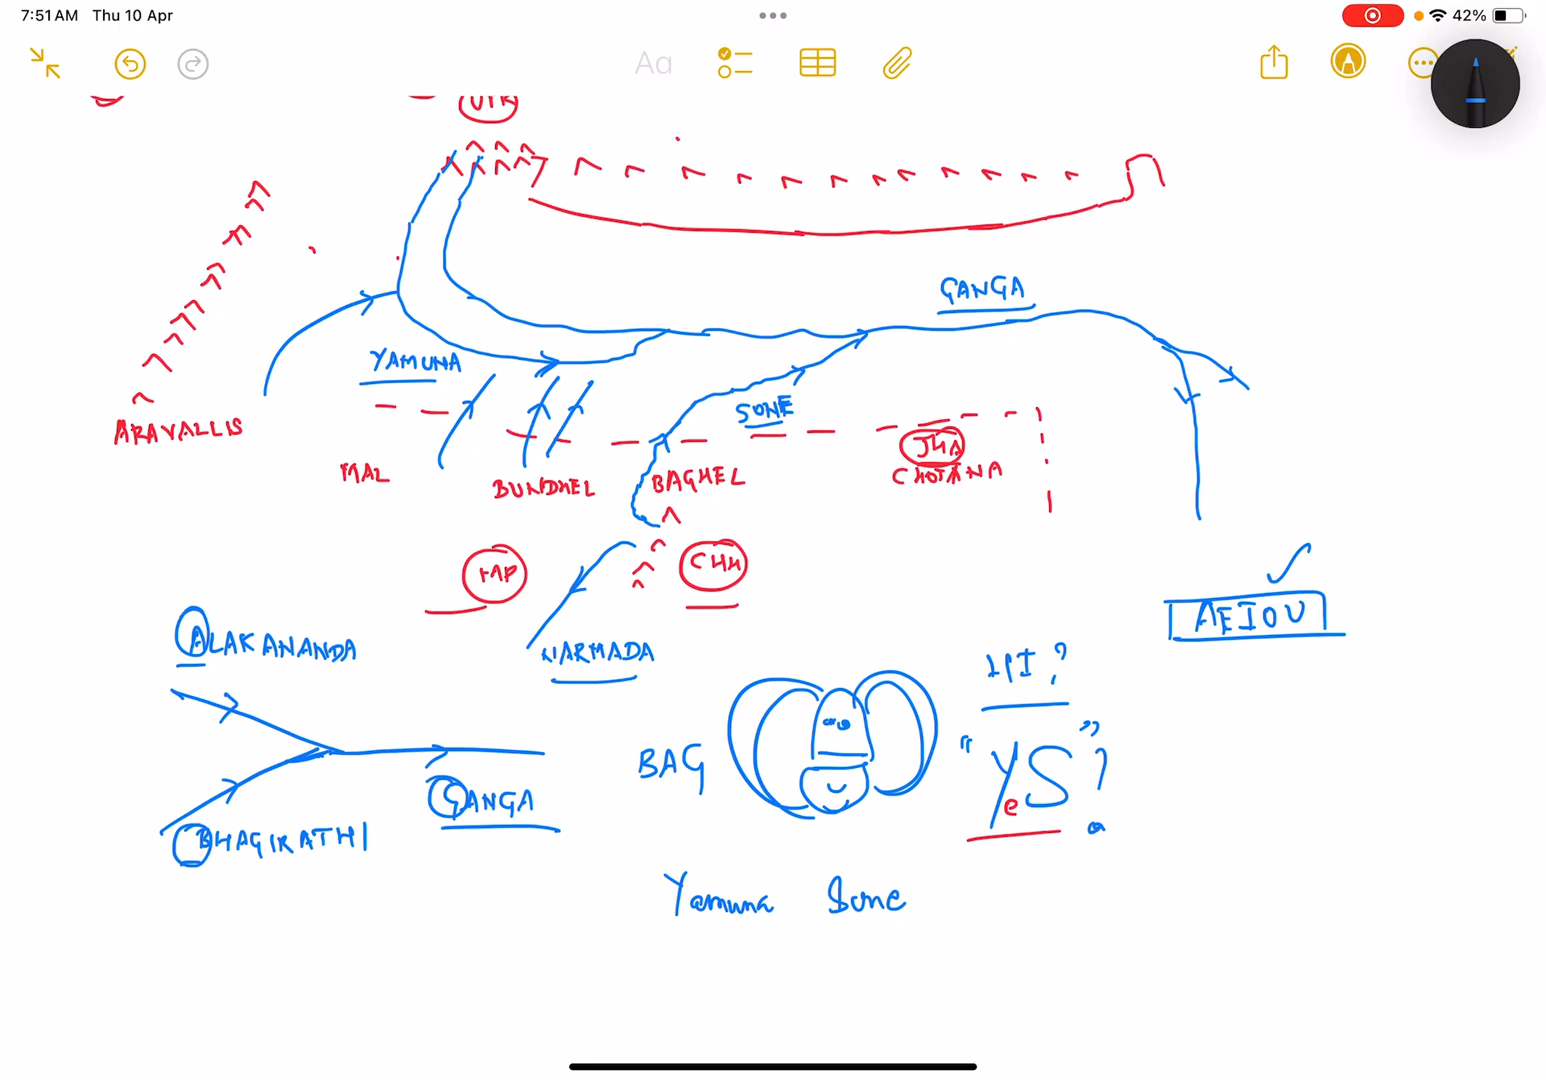 7:51 AM Thu 10 Apr
42%
Aa
UTK
GANGA
YAMUNA
SONE
ARAVALLIS
JHA
MAL
BUNDHEL
BAGHEL
CHOTANA
MP
CHH
AEIOU
ALAKANANDA
NARMADA
BAG
"YeS"?
GANGA
BHAGIRATHI
Yamuna Sone